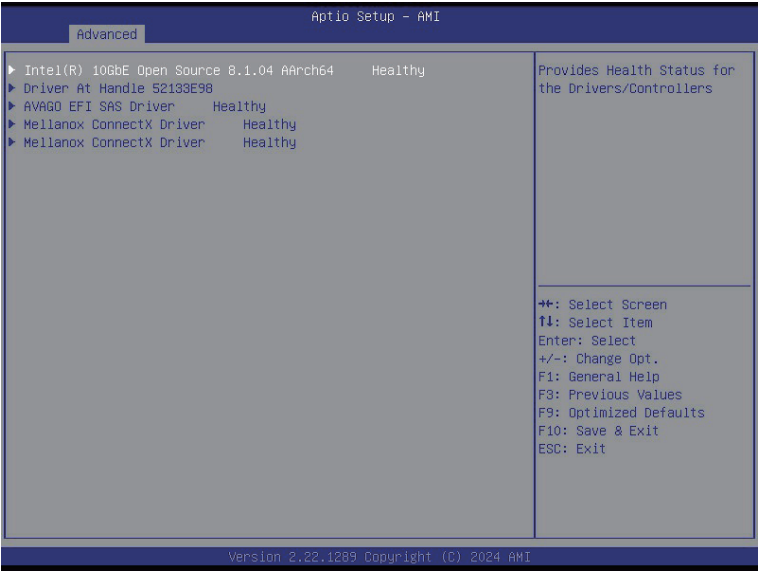 Aptio Setup - AMI
Advanced
Intel(R) 10GbE Open Source 8.1.04 AArch64 Healthy
Driver At Handle 52133E98
AVAGO EFI SAS Driver Healthy
Mellanox ConnectX Driver Healthy
Mellanox ConnectX Driver Healthy
Provides Health Status for
the Drivers/Controllers
→←: Select Screen
↑↓: Select Item
Enter: Select
+/-: Change Opt.
F1: General Help
F3: Previous Values
F9: Optimized Defaults
F10: Save & Exit
ESC: Exit
Version 2.22.1289 Copyright (C) 2024 AMI